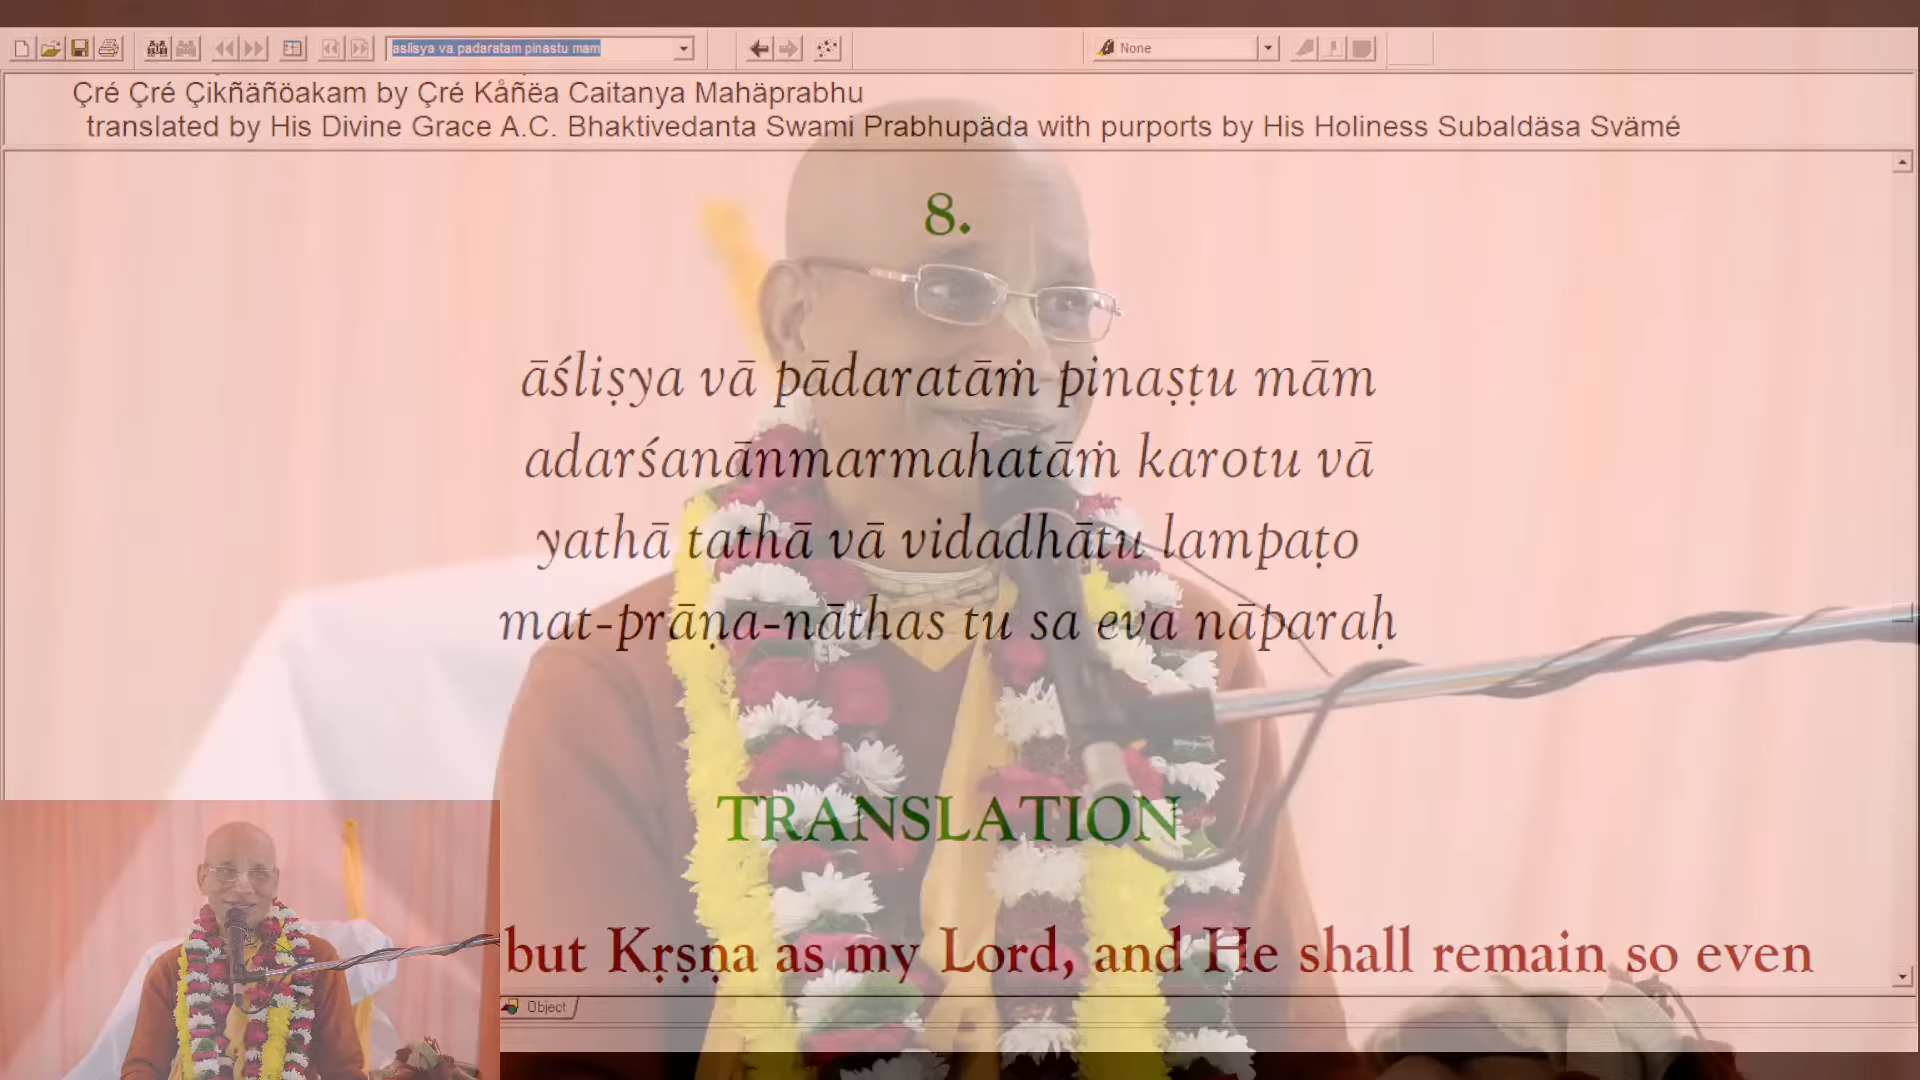 aslisya va padaratam pinastu mam
None
Çré Çré Çikñäñöakam by Çré Kåñëa Caitanya Mahäprabhu
translated by His Divine Grace A.C. Bhaktivedanta Swami Prabhupäda with purports by His Holiness Subaldäsa Svämé
8.
āśliṣya vā pādaratāṁ pinaṣṭu mām
adarśanānmarmahatāṁ karotu vā
yathā tathā vā vidadhātu lampaṭo
mat-prāṇa-nāthas tu sa eva nāparaḥ
TRANSLATION
but Kṛṣṇa as my Lord, and He shall remain so even
Object